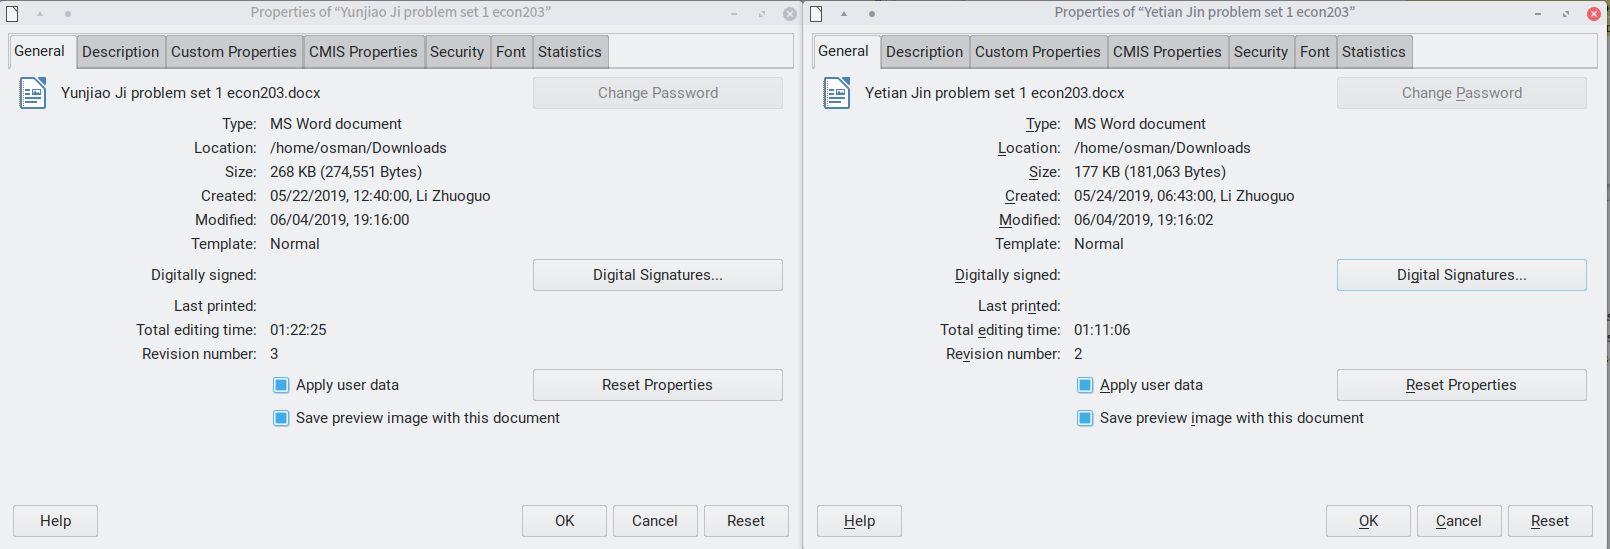 Properties of “Yunjiao Ji problem set 1 econ203”
General Description Custom Properties CMIS Properties Security Font Statistics
Yunjiao Ji problem set 1 econ203.docx Change Password
Type: MS Word document
Location: /home/osman/Downloads
Size: 268 KB (274,551 Bytes)
Created: 05/22/2019, 12:40:00, Li Zhuoguo
Modified: 06/04/2019, 19:16:00
Template: Normal
Digitally signed: Digital Signatures...
Last printed:
Total editing time: 01:22:25
Revision number: 3
Apply user data Reset Properties
Save preview image with this document
Help OK Cancel Reset
Properties of “Yetian Jin problem set 1 econ203”
General Description Custom Properties CMIS Properties Security Font Statistics
Yetian Jin problem set 1 econ203.docx Change Password
Type: MS Word document
Location: /home/osman/Downloads
Size: 177 KB (181,063 Bytes)
Created: 05/24/2019, 06:43:00, Li Zhuoguo
Modified: 06/04/2019, 19:16:02
Template: Normal
Digitally signed: Digital Signatures...
Last printed:
Total editing time: 01:11:06
Revision number: 2
Apply user data Reset Properties
Save preview image with this document
Help OK Cancel Reset